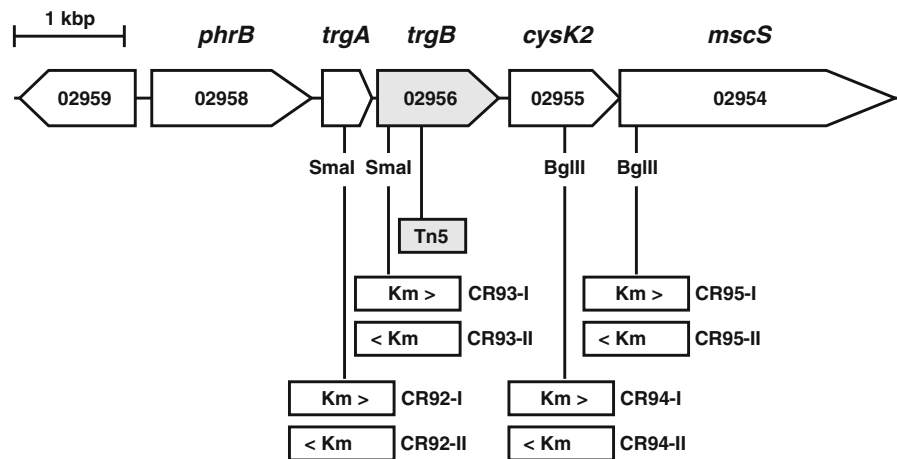 1 kbp
phrB trgA trgB cysK2 mscS
02959 02958 02956 02955 02954
SmaI SmaI BglII BglII
Tn5
Km > CR93-I Km > CR95-I
< Km CR93-II < Km CR95-II
Km > CR92-I Km > CR94-I
< Km CR92-II < Km CR94-II